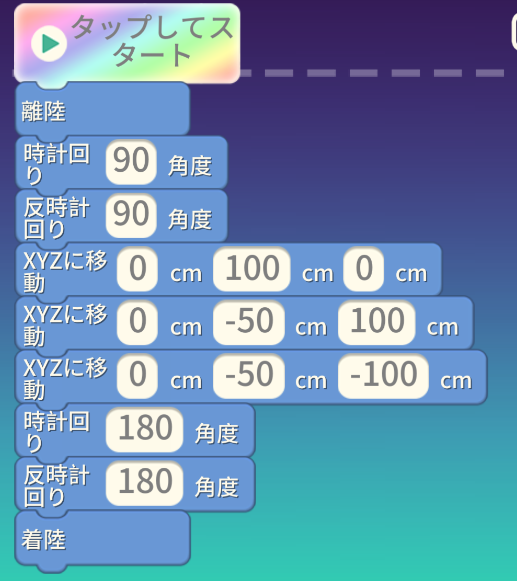 タップしてス
タート
離陸
時計回
り 90 角度
反時計
回り 90 角度
XYZに移
動 0 cm 100 cm 0 cm
XYZに移
動 0 cm -50 cm 100 cm
XYZに移
動 0 cm -50 cm -100 cm
時計回
り 180 角度
反時計
回り 180 角度
着陸